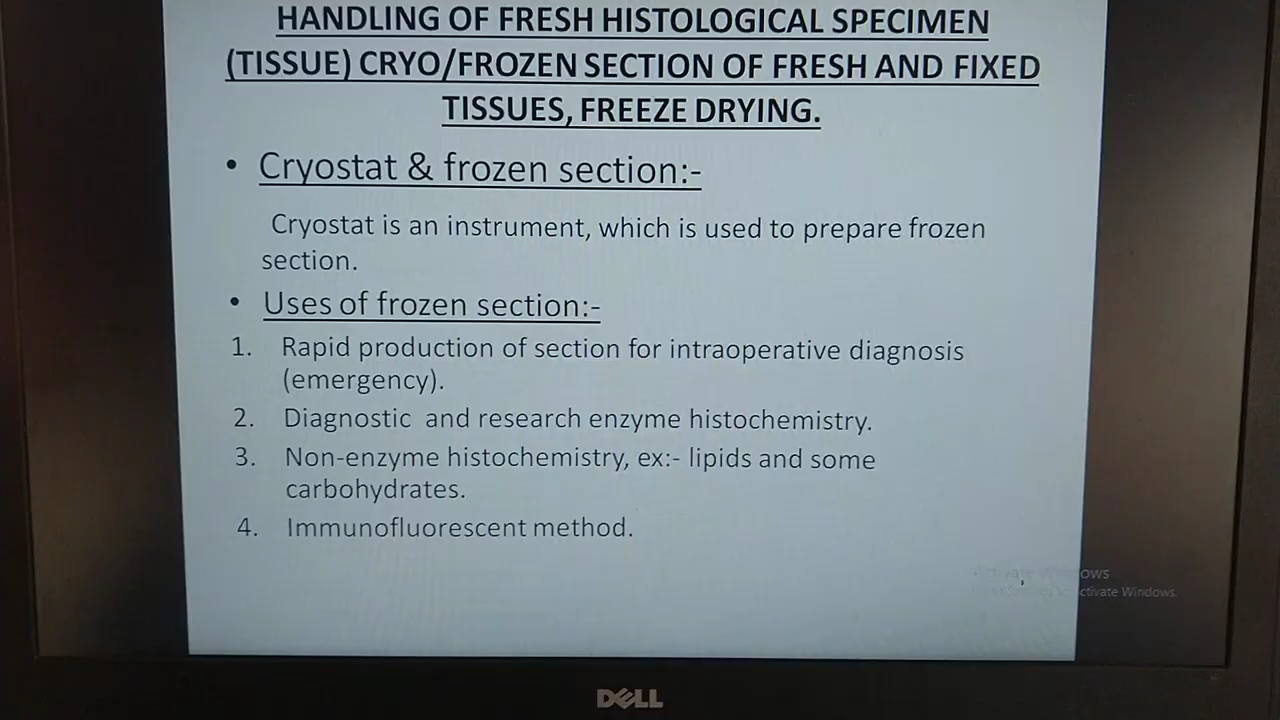 HANDLING OF FRESH HISTOLOGICAL SPECIMEN
(TISSUE) CRYO/FROZEN SECTION OF FRESH AND FIXED
TISSUES, FREEZE DRYING.
• Cryostat & frozen section:-
Cryostat is an instrument, which is used to prepare frozen
section.
• Uses of frozen section:-
1. Rapid production of section for intraoperative diagnosis
(emergency).
2. Diagnostic and research enzyme histochemistry.
3. Non-enzyme histochemistry, ex:- lipids and some
carbohydrates.
4. Immunofluorescent method.
Activate Windows
activate Windows.
DELL